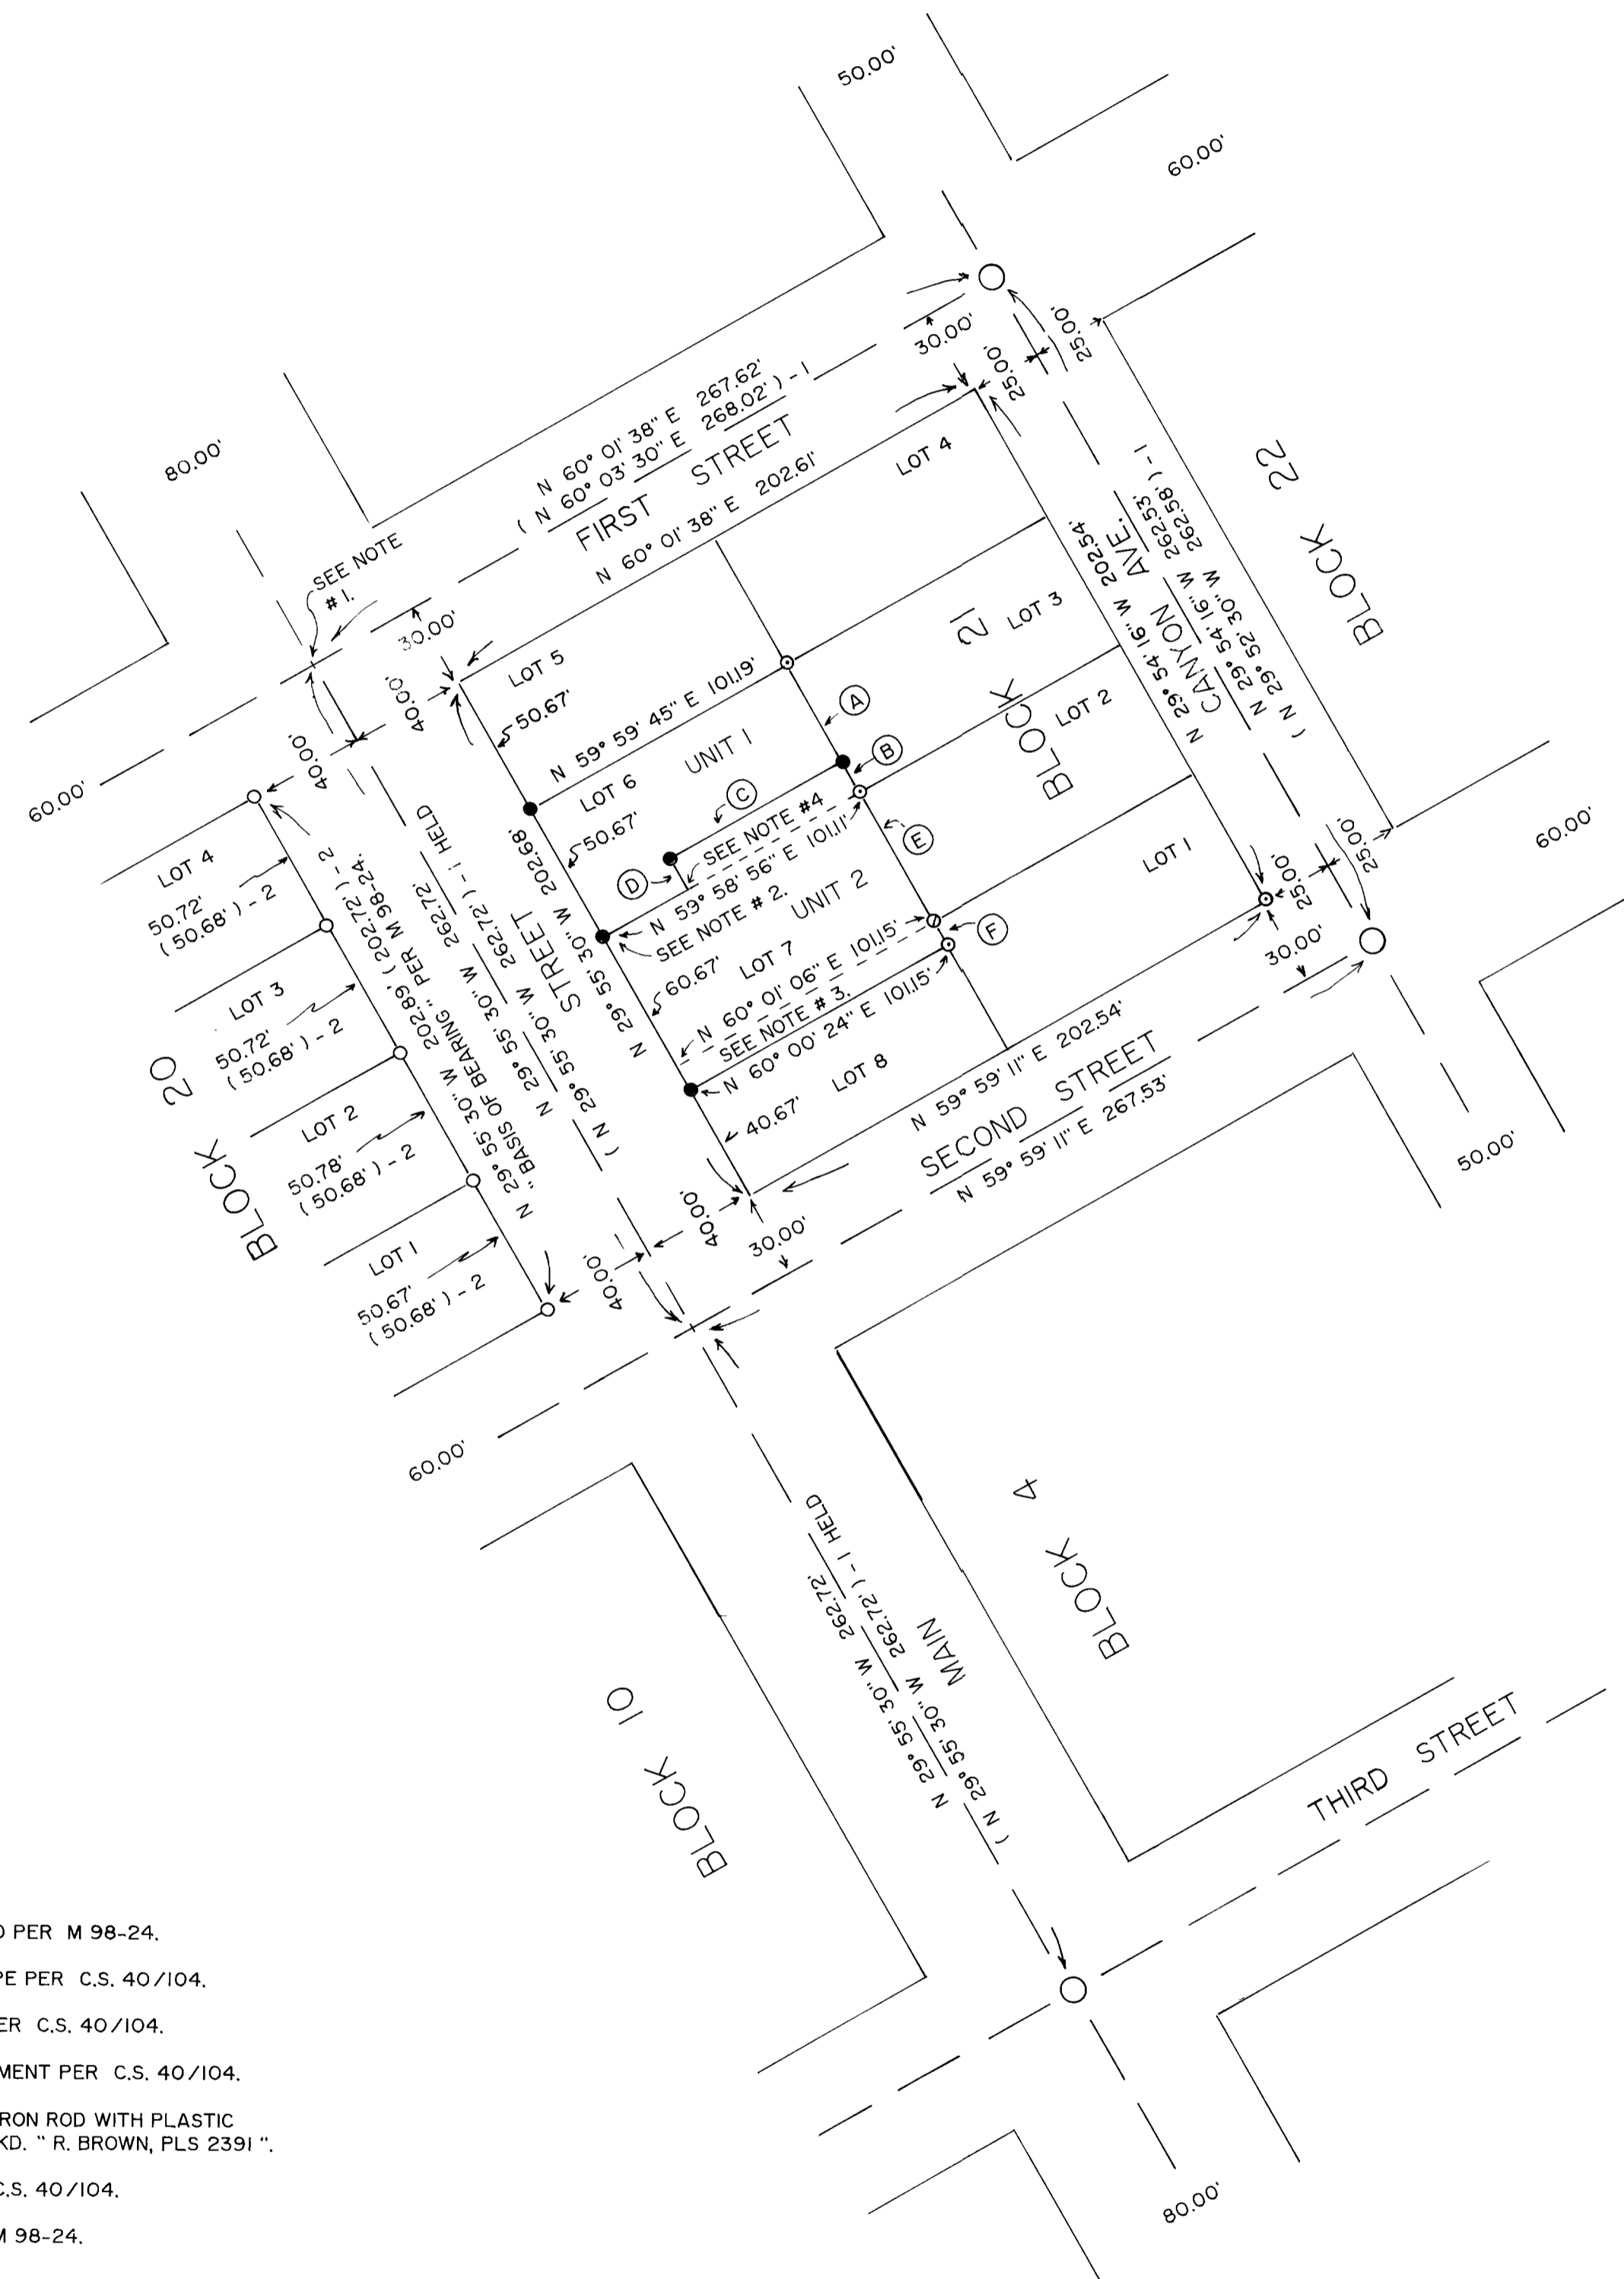 50.00'
60.00'
80.00'
30.00'
25.00'
25.00'
N 60° 01' 38" E 267.62'
( N 60° 03' 30" E 268.02' ) - 1
FIRST STREET
N 60° 01' 38" E 202.61'
SEE NOTE
# 1.
30.00'
40.00'
40.00'
60.00'
LOT 4
LOT 5
50.67'
LOT 3
BLOCK 21
LOT 2
LOT 1
N 59° 59' 45" E 101.19'
UNIT 1
LOT 6
50.67'
A
B
C
D
E
F
SEE NOTE #4
N 59° 58' 56" E 101.11'
SEE NOTE # 2.
UNIT 2
LOT 7
60.67'
N 60° 01' 06" E 101.15'
SEE NOTE # 3.
N 60° 00' 24" E 101.15'
LOT 8
40.67'
N 29° 54' 16" W 202.54'
CANYON AVE.
N 29° 54' 16" W 262.53'
( N 29° 52' 30" W 262.58' ) - 1
BLOCK 22
25.00'
25.00'
30.00'
60.00'
N 59° 59' 11" E 202.54'
SECOND STREET
N 59° 59' 11" E 267.53'
50.00'
N 29° 55' 30" W 202.68'
STREET
N 29° 55' 30" W 262.72'
( N 29° 55' 30" W 262.72' ) - 1 HELD
N 29° 55' 30" W 202.89' ( 202.72' ) - 2
" BASIS OF BEARING " PER M 98-24.
LOT 4
50.72'
( 50.68' ) - 2
LOT 3
50.72'
( 50.68' ) - 2
LOT 2
50.78'
( 50.68' ) - 2
LOT 1
50.67'
( 50.68' ) - 2
BLOCK 20
40.00'
40.00'
30.00'
60.00'
BLOCK 4
N 29° 55' 30" W 262.72'
( N 29° 55' 30" W 262.72' ) - 1 HELD
MAIN
BLOCK 10
THIRD STREET
80.00'
PER M 98-24.
PER C.S. 40/104.
C.S. 40/104.
PER C.S. 40/104.
IRON ROD WITH PLASTIC
" R. BROWN, PLS 2391 ".
C.S. 40/104.
M 98-24.